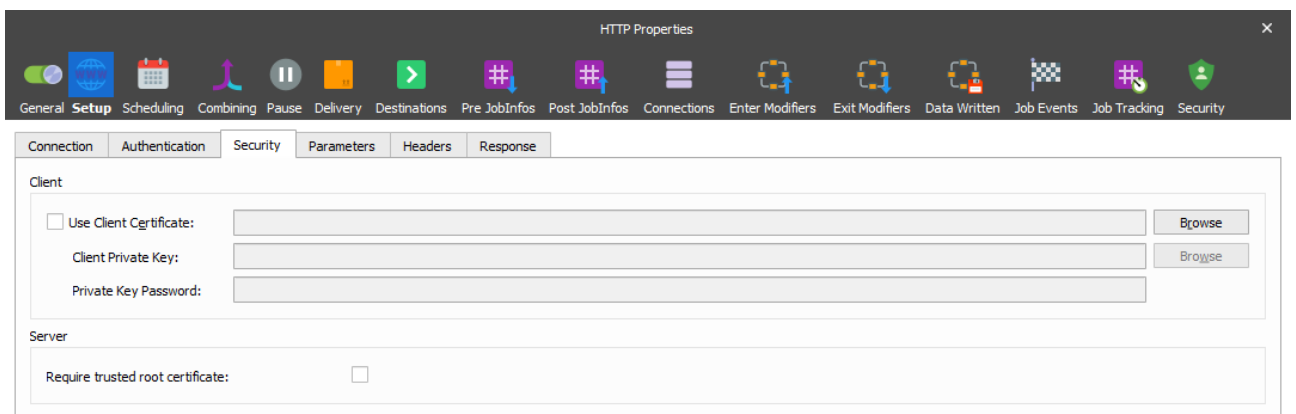 HTTP Properties
General Setup Scheduling Combining Pause Delivery Destinations Pre JobInfos Post JobInfos Connections Enter Modifiers Exit Modifiers Data Written Job Events Job Tracking Security
Connection Authentication Security Parameters Headers Response
Client
Use Client Certificate: Browse
Client Private Key: Browse
Private Key Password:
Server
Require trusted root certificate: